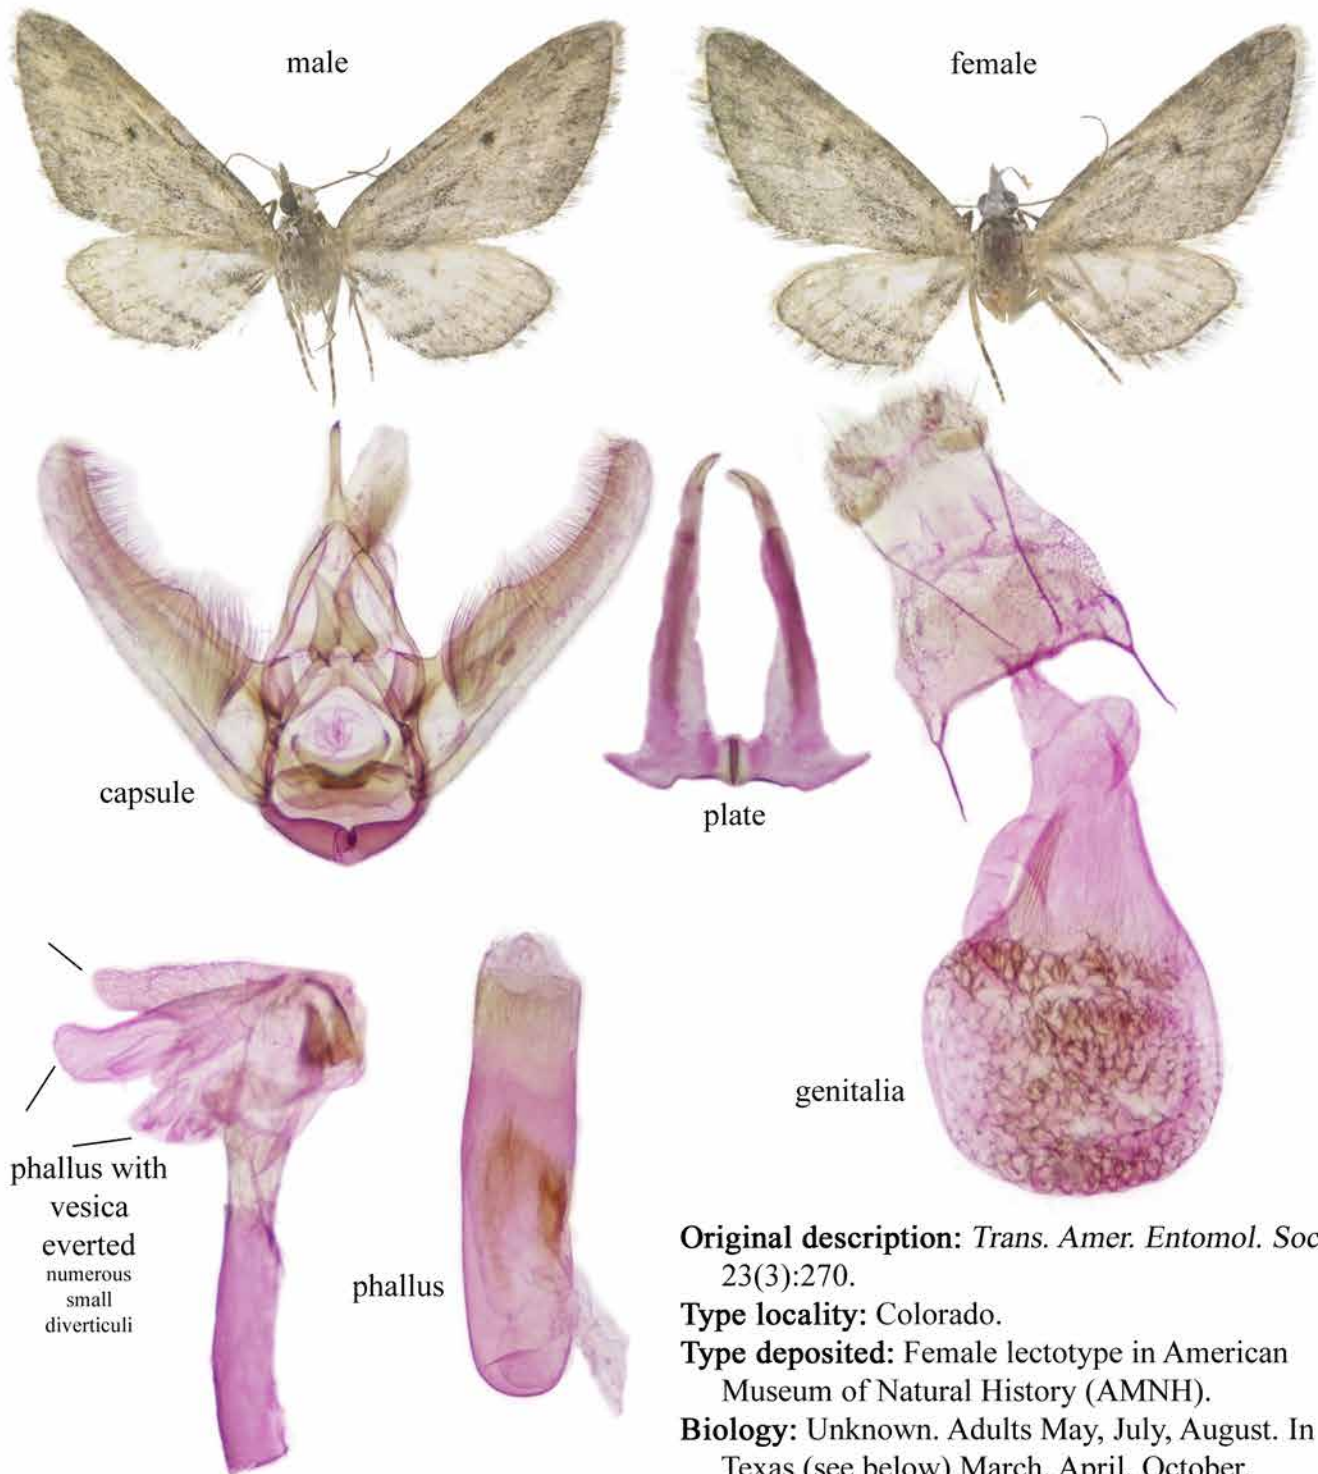 male
female
capsule
plate
genitalia
phallus with
vesica
everted
numerous
small
diverticuli
phallus
Original description: Trans. Amer. Entomol. Soc
23(3):270.
Type locality: Colorado.
Type deposited: Female lectotype in American
Museum of Natural History (AMNH).
Biology: Unknown. Adults May, July, August. In
Texas (see below) March, April, October.